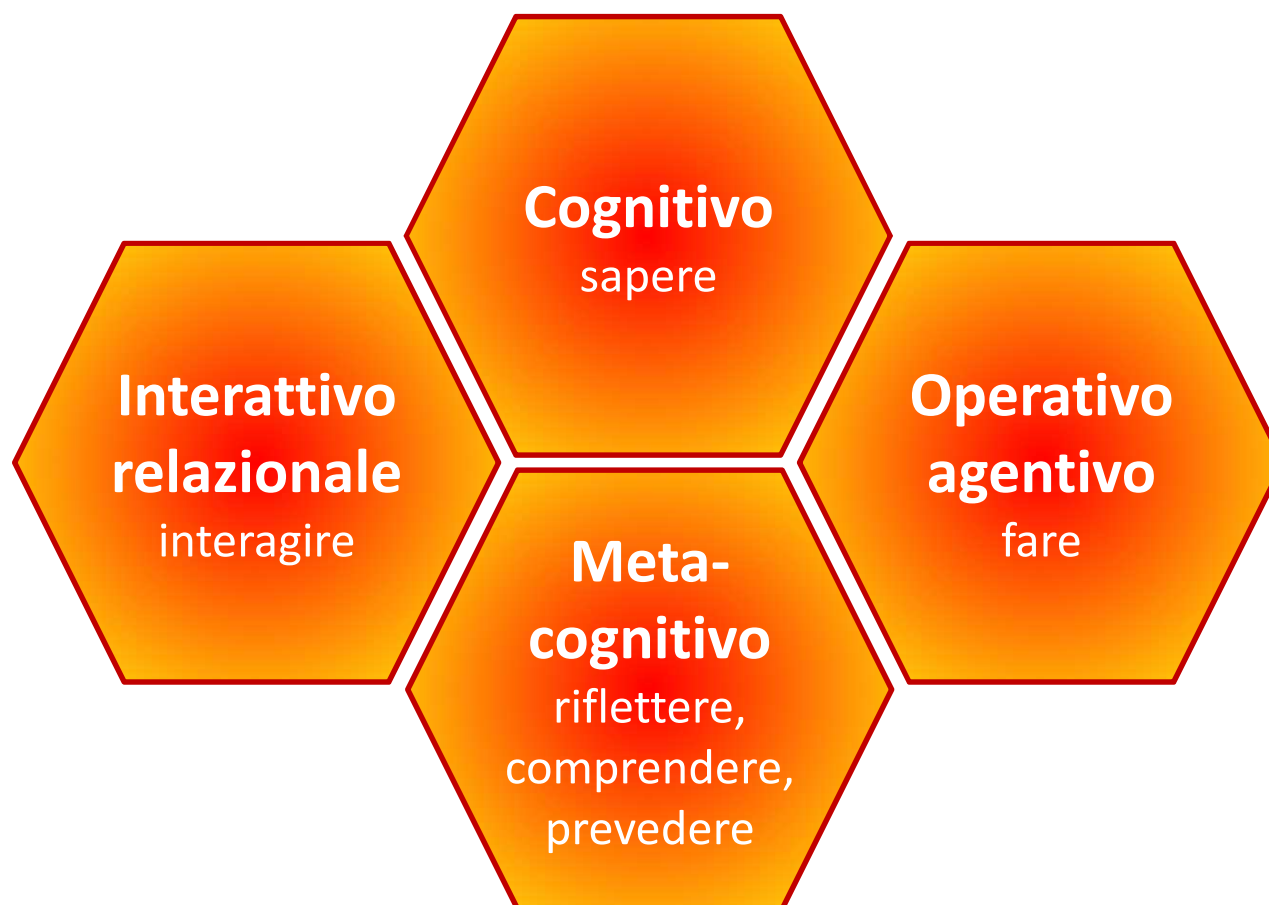 Cognitivo
sapere
Interattivo
relazionale
interagire
Operativo
agentivo
fare
Meta-
cognitivo
riflettere,
comprendere,
prevedere